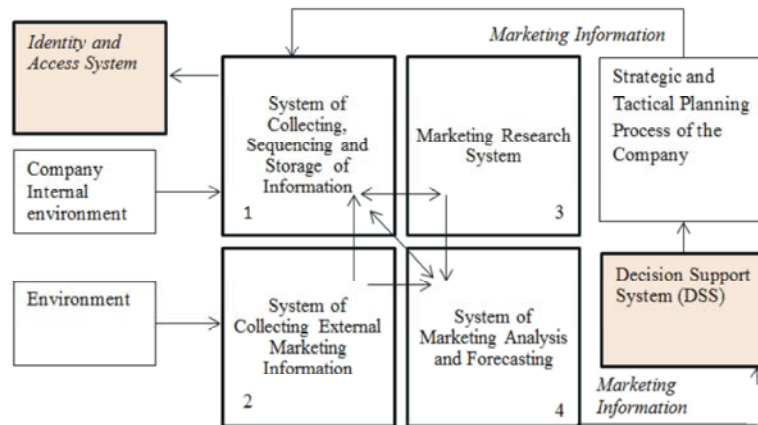 Identity and
Access System
Marketing Information
System of
Collecting,
Sequencing and
Storage of
Information
1
Marketing Research
System
3
Strategic and
Tactical Planning
Process of the
Company
Company
Internal
environment
Environment
System of
Collecting External
Marketing
Information
2
System of
Marketing Analysis
and Forecasting
4
Decision Support
System (DSS)
Marketing
Information